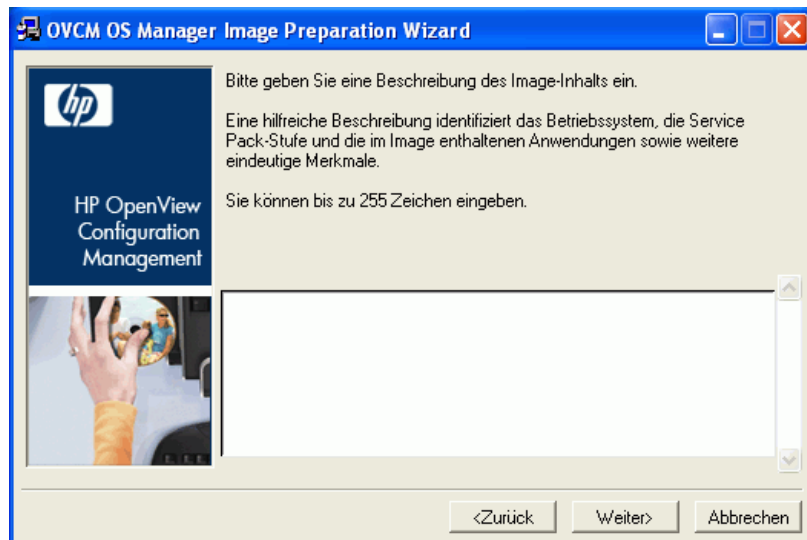 OVCM OS Manager Image Preparation Wizard
hp
HP OpenView
Configuration
Management
Bitte geben Sie eine Beschreibung des Image-Inhalts ein.
Eine hilfreiche Beschreibung identifiziert das Betriebssystem, die Service
Pack-Stufe und die im Image enthaltenen Anwendungen sowie weitere
eindeutige Merkmale.
Sie können bis zu 255 Zeichen eingeben.
<Zurück
Weiter>
Abbrechen